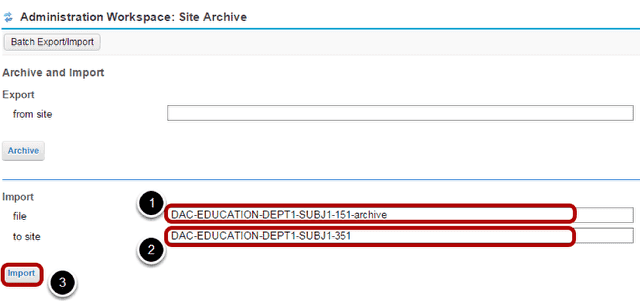 Administration Workspace: Site Archive
Batch Export/Import
Archive and Import
Export
from site
Archive
Import
1
file DAC-EDUCATION-DEPT1-SUBJ1-151-archive
to site DAC-EDUCATION-DEPT1-SUBJ1-351
2
Import
3